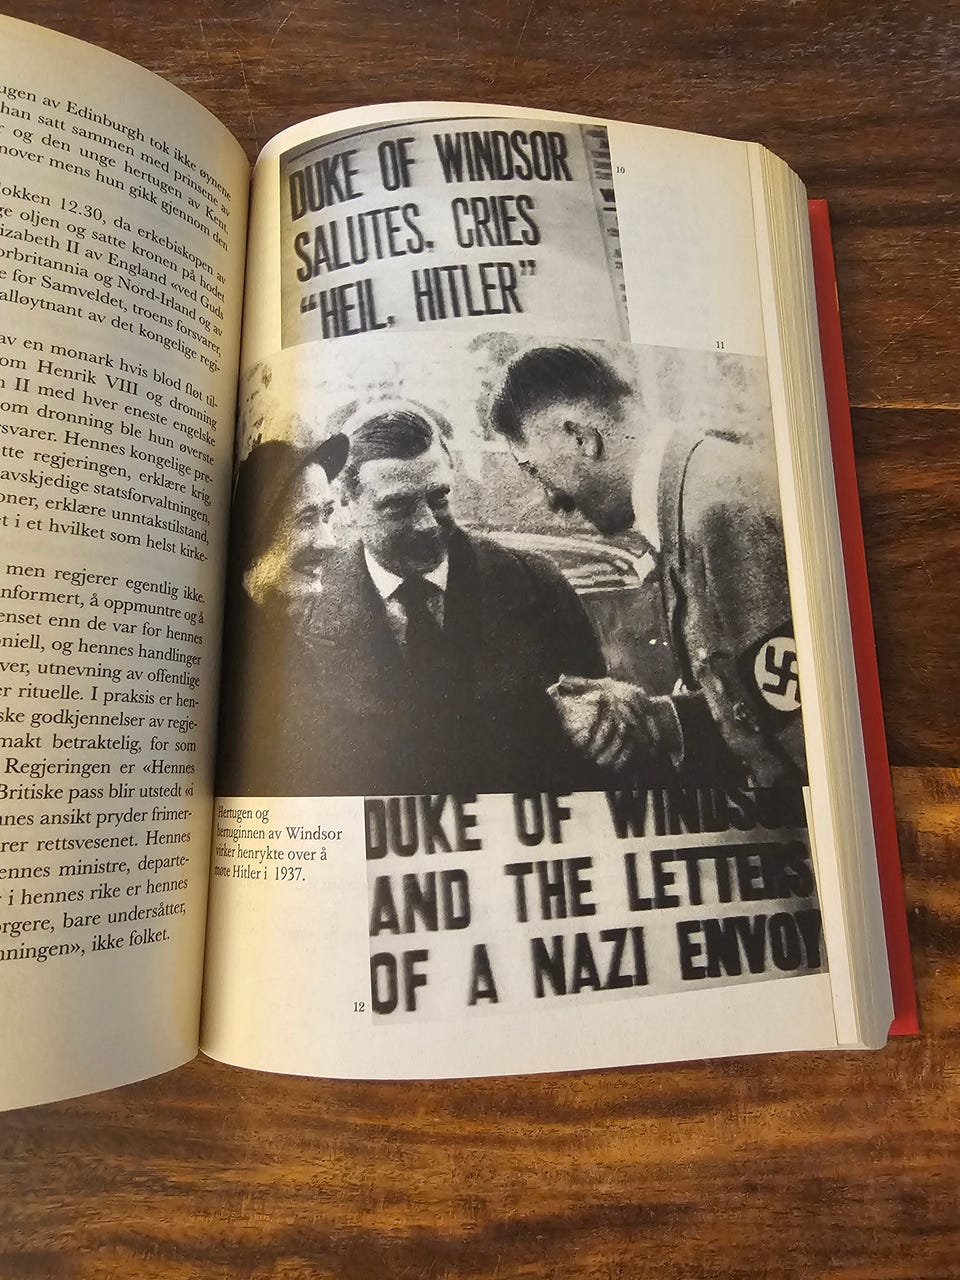 ugen av Edinburgh tok ikke øynene
han satt sammen med prinsene av
r og den unge hertugen av Kent.
nover mens hun gikk gjennom den
lokken 12.30, da erkebiskopen av
ge oljen og satte kronen på hodet
lizabeth II av England «ved Guds
orbritannia og Nord-Irland og av
e for Samveldet, troens forsvarer,
alløytnant av det kongelige regi-
av en monark hvis blod fløt til-
om Henrik VIII og dronning
n II med hver eneste engelske
om dronning ble hun øverste
rsvarer. Hennes kongelige pre-
tte regjeringen, erklære krig,
avskjedige statsforvaltningen,
oner, erklære unntakstilstand,
et i et hvilket som helst kirke-
men regjerer egentlig ikke.
nformert, å oppmuntre og å
enset enn de var for hennes
oniell, og hennes handlinger
ver, utnevning av offentlige
er rituelle. I praksis er hen-
ske godkjennelser av regje-
makt betraktelig, for som
Regjeringen er «Hennes
Britiske pass blir utstedt «i
nnes ansikt pryder frimer-
rer rettsvesenet. Hennes
ennes ministre, departe-
r i hennes rike er hennes
orgere, bare undersåtter,
nningen», ikke folket.
DUKE OF WINDSOR
SALUTES, CRIES
“HEIL, HITLER”
10
11
Hertugen og
hertuginnen av Windsor
virker henrykte over å
møte Hitler i 1937.
DUKE OF WINDSOR
AND THE LETTERS
OF A NAZI ENVOY
12